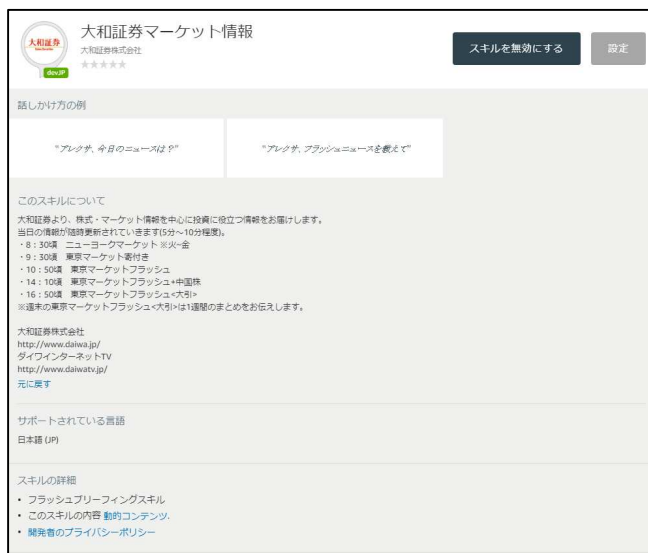 大和証券
devJP
大和証券マーケット情報
大和証券株式会社
★★★★★
スキルを無効にする
設定
話しかけ方の例
"アレクサ、今日のニュースは？"
"アレクサ、フラッシュニュースを教えて"
このスキルについて
大和証券より、株式・マーケット情報を中心に投資に役立つ情報をお届けします。
当日の情報が随時更新されていきます(5分～10分程度)。
・8：30頃　ニューヨークマーケット ※火~金
・9：30頃　東京マーケット寄付き
・10：50頃　東京マーケットフラッシュ
・14：10頃　東京マーケットフラッシュ+中国株
・16：50頃　東京マーケットフラッシュ<大引>
※週末の東京マーケットフラッシュ<大引>は1週間のまとめをお伝えします。
大和証券株式会社
http://www.daiwa.jp/
ダイワインターネットTV
http://www.daiwatv.jp/
元に戻す
サポートされている言語
日本語 (JP)
スキルの詳細
• フラッシュブリーフィングスキル
• このスキルの内容 動的コンテンツ.
• 開発者のプライバシーポリシー